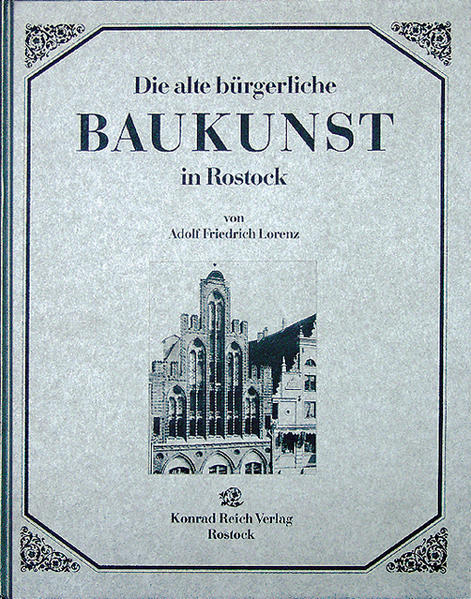 Die alte bürgerliche
BAUKUNST
in Rostock
von
Adolf Friedrich Lorenz
Konrad Reich Verlag
Rostock